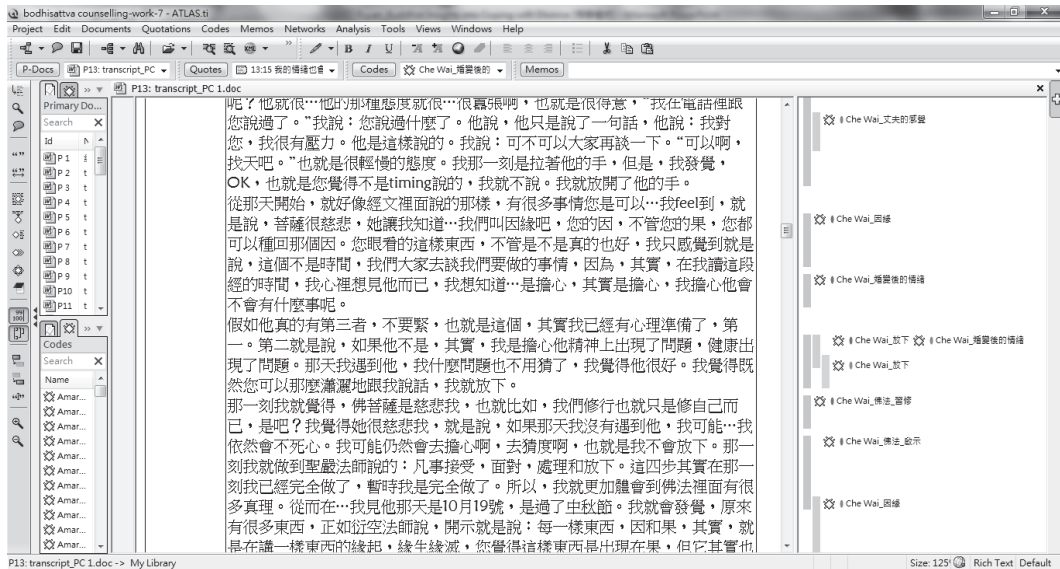 bodhisattva counselling-work-7 - ATLAS.ti
Project Edit Documents Quotations Codes Memos Networks Analysis Tools Views Windows Help
B I U
P-Docs P13: transcript_PC Quotes 13:15 我的情緒也會 Codes Che Wai_婚變後的 Memos
P13: transcript_PC 1.doc
Primary Do...
Search
Id N
P 1
P 2 t
P 3 t
P 4 t
P 5 t
P 6 t
P 7 t
P 8 t
P 9 t
P10 t
P11 t
Codes
Search
Name
Amar...
Amar...
Amar...
Amar...
Amar...
Amar...
Amar...
Amar...
Amar...
Amar...
Amar...
呢？他就很…他的那種態度就很…很囂張啊，也就是很得意，“我在電話裡跟
您說過了。”我說：您說過什麼了。他說，他只是說了一句話，他說：我對
您，我很有壓力。他是這樣說的。我說：可不可以大家再談一下。“可以啊，
找天吧。”也就是很輕慢的態度。我那一刻是拉著他的手，但是，我發覺，
OK，也就是您覺得不是timing說的，我就不說。我就放開了他的手。
從那天開始，就好像經文裡面說的那樣，有很多事情您是可以…我feel到，就
是說，菩薩很慈悲，她讓我知道…我們叫因緣吧，您的因，不管您的果，您都
可以種回那個因。您眼看的這樣東西，不管是不是真的也好，我只感覺到就是
說，這個不是時間，我們大家去談我們要做的事情，因為，其實，在我讀這段
經的時間，我心裡想見他而已，我想知道…是擔心，其實是擔心，我擔心他會
不會有什麼事呢。
假如他真的有第三者，不要緊，也就是這個，其實我已經有心理準備了，第
一。第二就是說，如果他不是，其實，我是擔心他精神上出現了問題，健康出
現了問題。那天我遇到他，我什麼問題也不用猜了，我覺得他很好。我覺得既
然您可以那麼瀟灑地跟我說話，我就放下。
那一刻我就覺得，佛菩薩是慈悲我，也就比如，我們修行也就只是修自己而
已，是吧？我覺得她很慈悲我，就是說，如果那天我沒有遇到他，我可能…我
依然會不死心。我可能仍然會去擔心啊，去猜度啊，也就是我不會放下。那一
刻我就做到聖嚴法師說的：凡事接受，面對，處理和放下。這四步其實在那一
刻我已經完全做了，暫時我是完全做了。所以，我就更加體會到佛法裡面有很
多真理。從而在…我見他那天是10月19號，是過了中秋節。我就會發覺，原來
有很多東西，正如衍空法師說，開示就是說：每一樣東西，因和果，其實，就
是在講一樣東西的緣起，緣生緣滅，您覺得這樣東西是出現在果，但它其實也
Che Wai_丈夫的感覺
Che Wai_因緣
Che Wai_婚變後的情緒
Che Wai_放下 Che Wai_婚變後的情緒
Che Wai_放下
Che Wai_佛法_習修
Che Wai_佛法_啟示
Che Wai_因緣
P13: transcript_PC 1.doc -> My Library
Size: 125% Rich Text Default